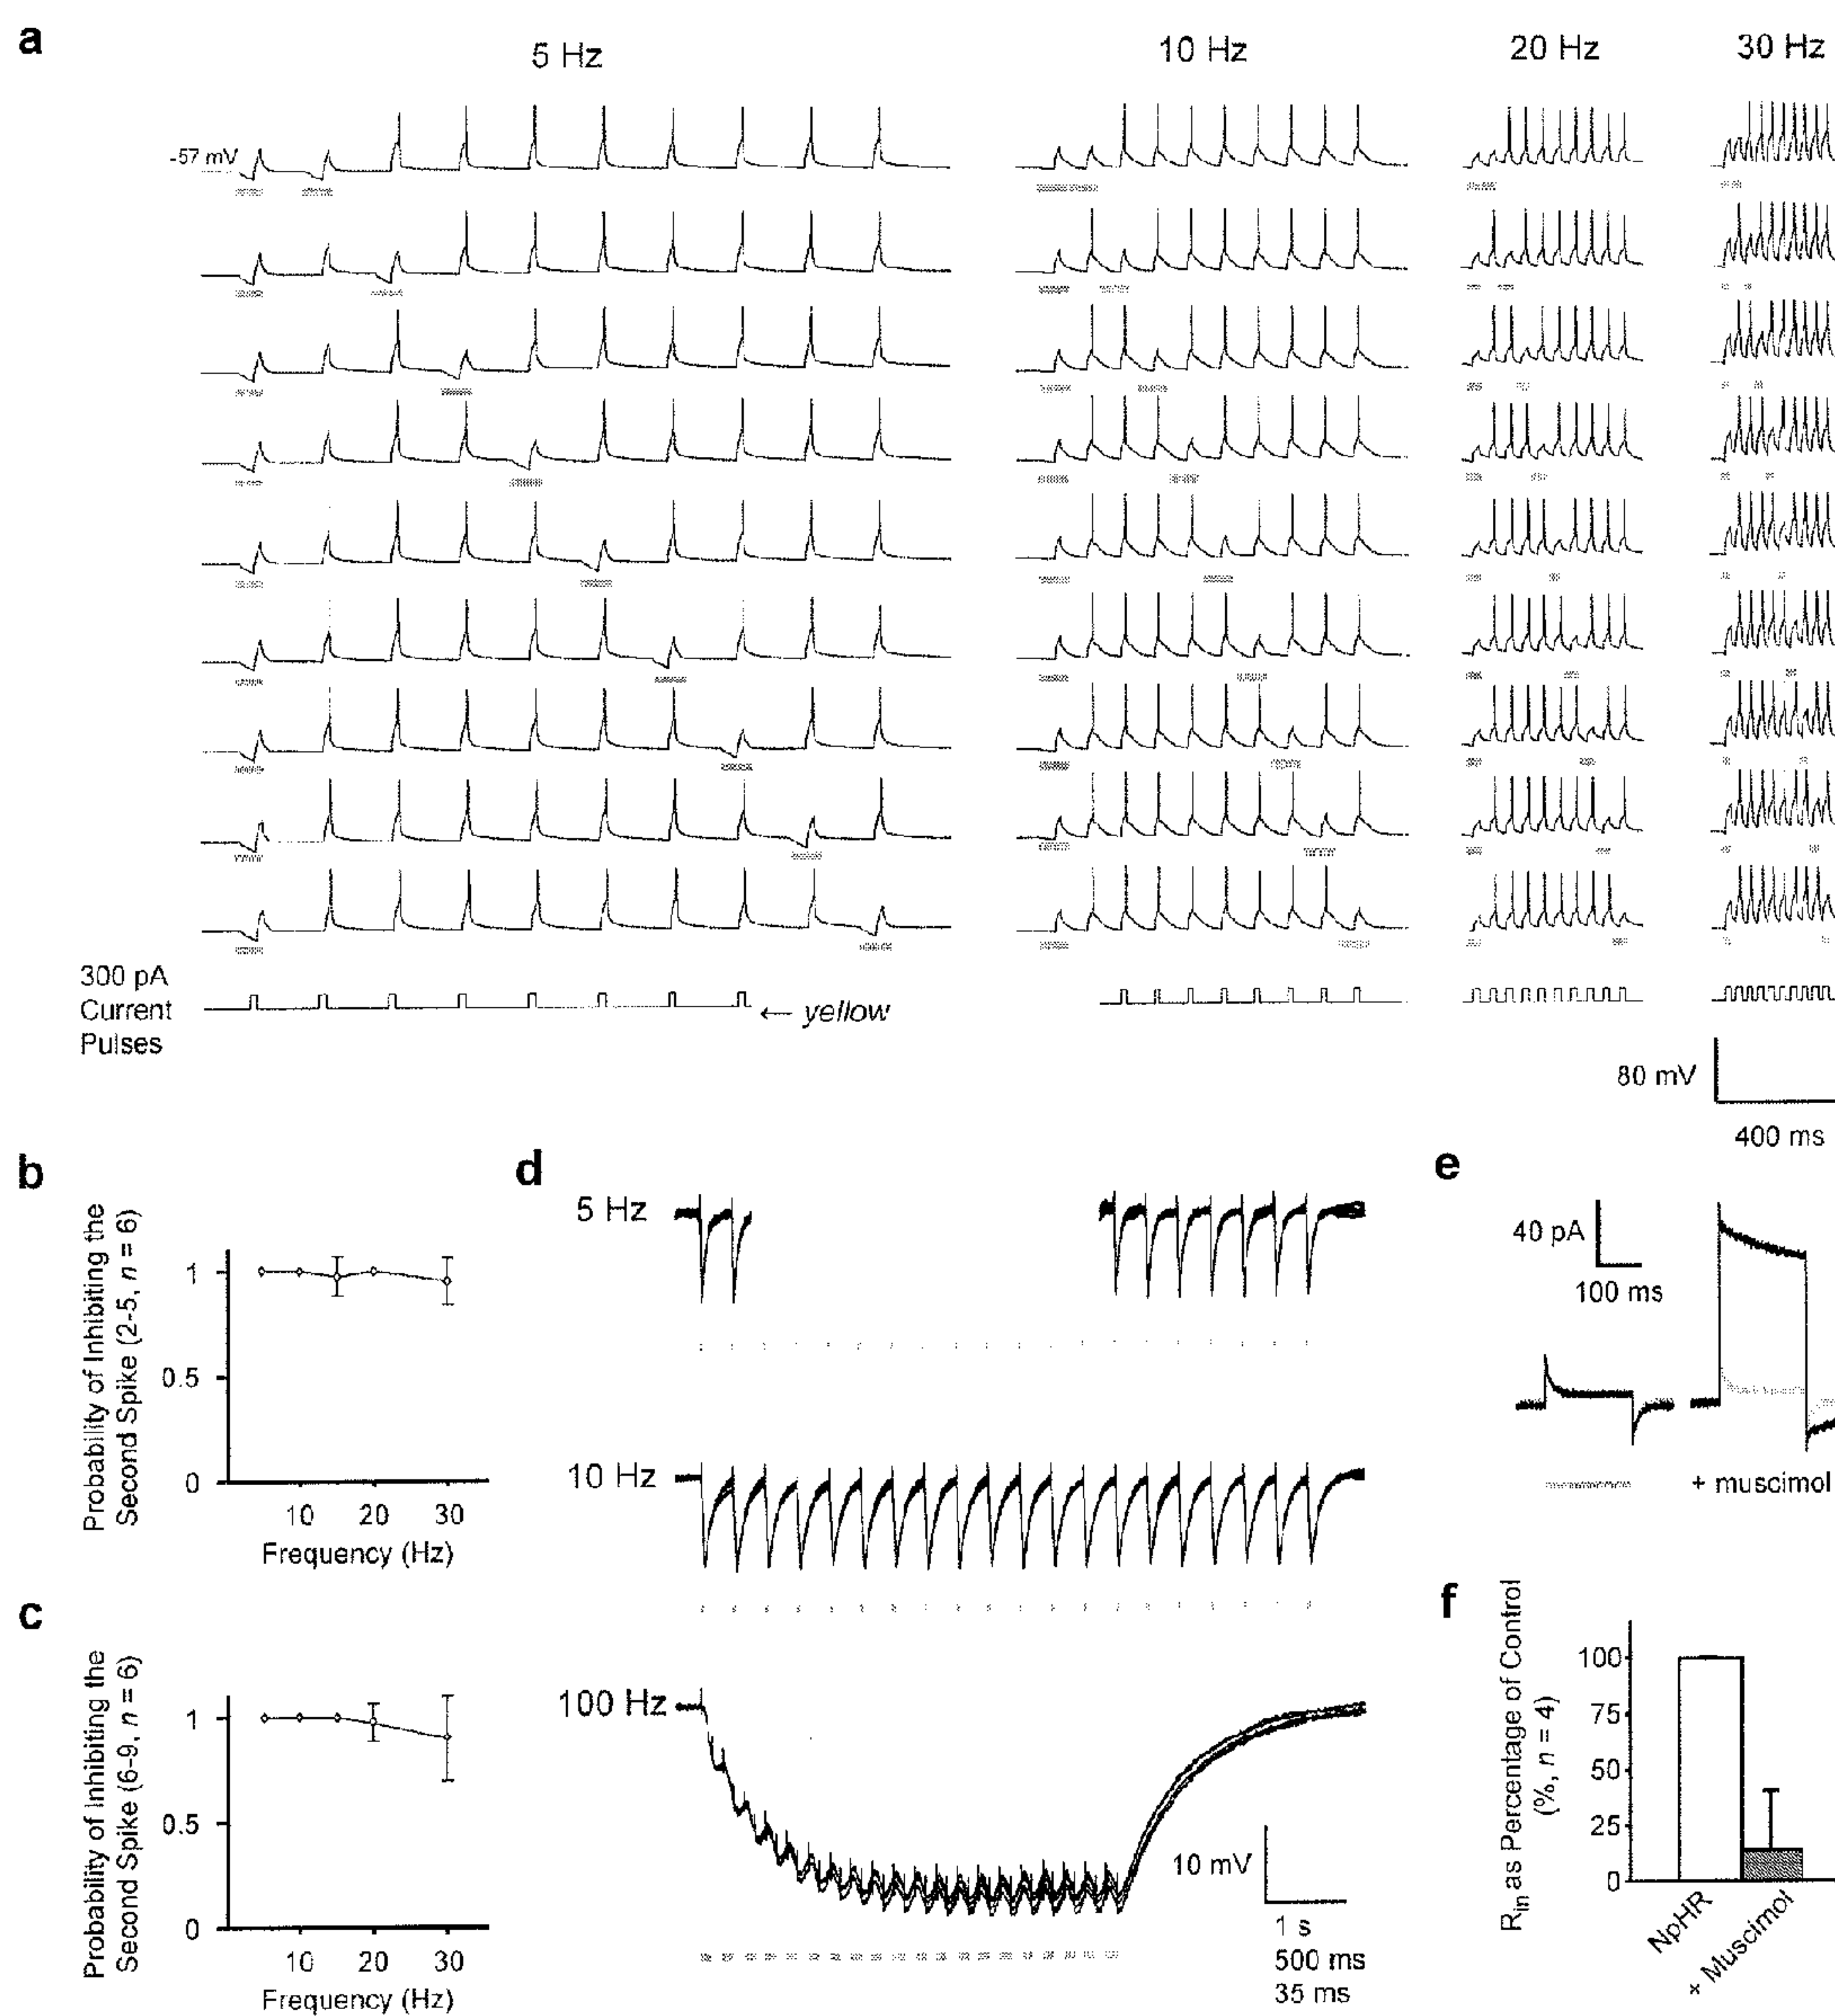 a
5 Hz
10 Hz
20 Hz
30 Hz
-57 mV
300 pA
Current
Pulses
← yellow
80 mV
400 ms
b
Probability of Inhibiting the
Second Spike (2-5, n = 6)
1
0.5
0
10 20 30
Frequency (Hz)
c
Probability of Inhibiting the
Second Spike (6-9, n = 6)
1
0.5
0
10 20 30
Frequency (Hz)
d
5 Hz
10 Hz
100 Hz
10 mV
1 s
500 ms
35 ms
e
40 pA
100 ms
+ muscimol
f
Rin as Percentage of Control
(%, n = 4)
100
75
50
25
0
NpHR
+ Muscimol